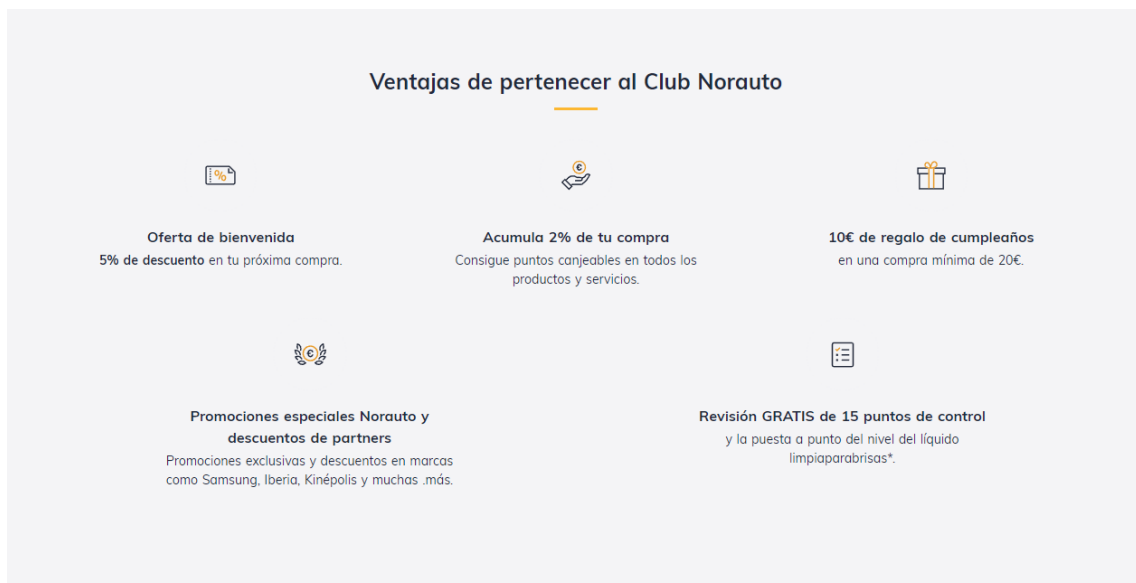 Ventajas de pertenecer al Club Norauto
%
€
Oferta de bienvenida
5% de descuento en tu próxima compra.
Acumula 2% de tu compra
Consigue puntos canjeables en todos los
productos y servicios.
10€ de regalo de cumpleaños
en una compra mínima de 20€.
€
Promociones especiales Norauto y
descuentos de partners
Promociones exclusivas y descuentos en marcas
como Samsung, Iberia, Kinépolis y muchas .más.
Revisión GRATIS de 15 puntos de control
y la puesta a punto del nivel del líquido
limpiaparabrisas*.